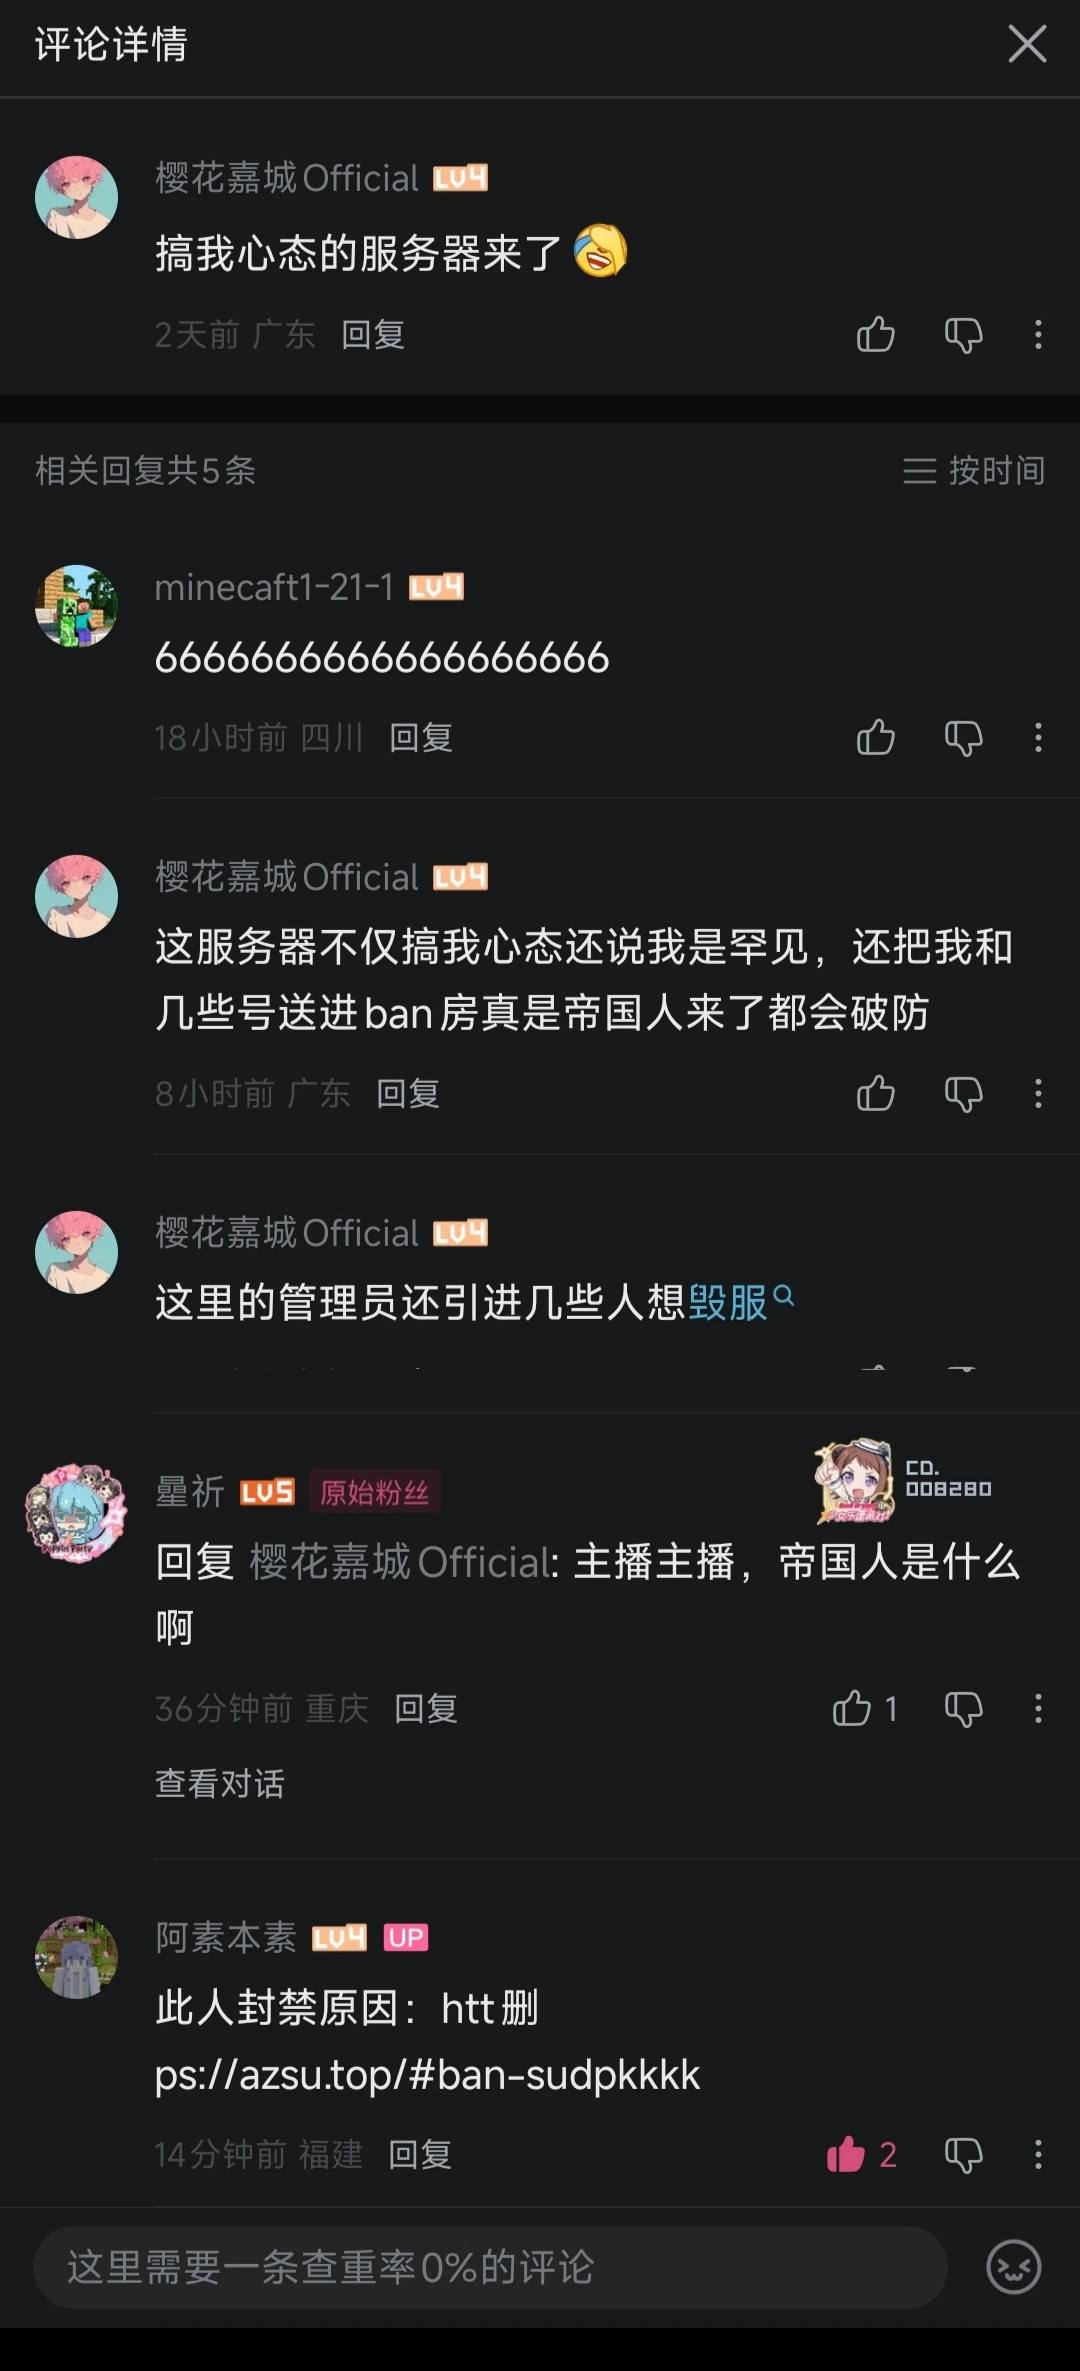 评论详情
樱花嘉城Official LV4
搞我心态的服务器来了
2天前 广东 回复
相关回复共5条 按时间
minecaft1-21-1 LV4
6666666666666666666
18小时前 四川 回复
樱花嘉城Official LV4
这服务器不仅搞我心态还说我是罕见，还把我和
几些号送进ban房真是帝国人来了都会破防
8小时前 广东 回复
樱花嘉城Official LV4
这里的管理员还引进几些人想毁服
CD.
星祈 LV5 原始粉丝
008280
回复 樱花嘉城Official: 主播主播，帝国人是什么
啊
36分钟前 重庆 回复 1
查看对话
阿素本素 LV4 UP
此人封禁原因：htt删
ps://azsu.top/#ban-sudpkkkk
14分钟前 福建 回复 2
这里需要一条查重率0%的评论